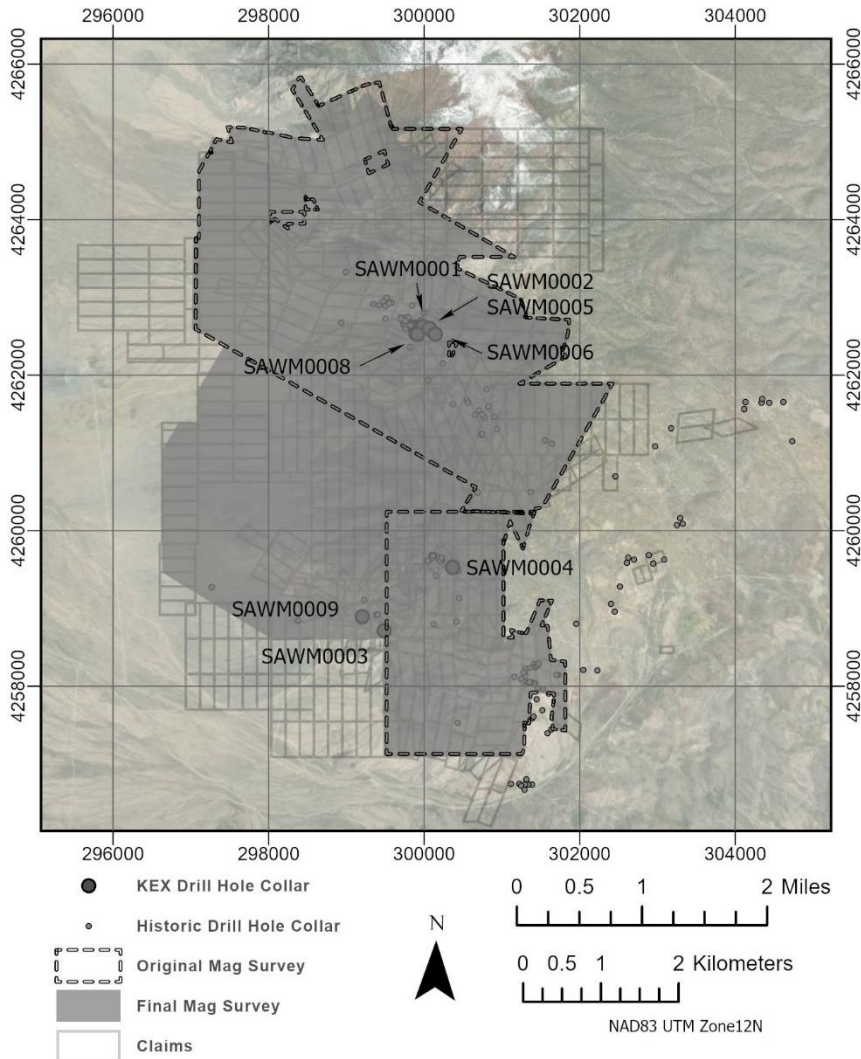 296000 298000 300000 302000 304000
4266000 4266000
4264000 4264000
SAWM0001
SAWM0002
SAWM0005
SAWM0006
SAWM0008
4262000 4262000
4260000 4260000
SAWM0004
SAWM0009
SAWM0003
4258000 4258000
296000 298000 300000 302000 304000
KEX Drill Hole Collar
Historic Drill Hole Collar
Original Mag Survey
Final Mag Survey
Claims
N
0 0.5 1 2 Miles
0 0.5 1 2 Kilometers
NAD83 UTM Zone12N